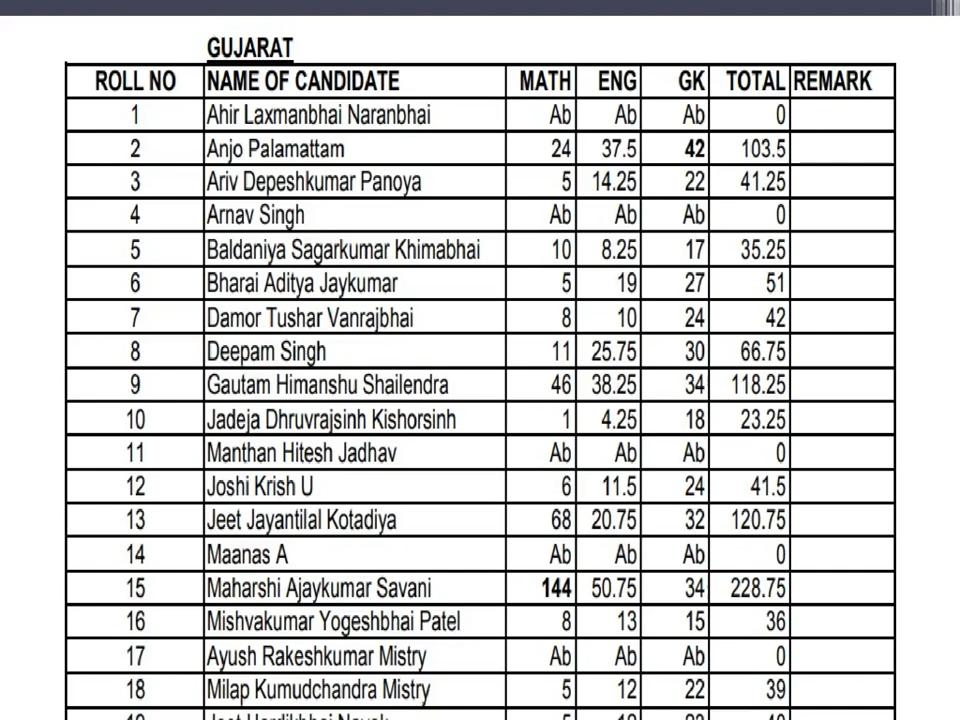 GUJARAT
ROLL NO NAME OF CANDIDATE MATH ENG GK TOTAL REMARK
1 Ahir Laxmanbhai Naranbhai Ab Ab Ab 0
2 Anjo Palamattam 24 37.5 42 103.5
3 Ariv Depeshkumar Panoya 5 14.25 22 41.25
4 Arnav Singh Ab Ab Ab 0
5 Baldaniya Sagarkumar Khimabhai 10 8.25 17 35.25
6 Bharai Aditya Jaykumar 5 19 27 51
7 Damor Tushar Vanrajbhai 8 10 24 42
8 Deepam Singh 11 25.75 30 66.75
9 Gautam Himanshu Shailendra 46 38.25 34 118.25
10 Jadeja Dhruvrajsinh Kishorsinh 1 4.25 18 23.25
11 Manthan Hitesh Jadhav Ab Ab Ab 0
12 Joshi Krish U 6 11.5 24 41.5
13 Jeet Jayantilal Kotadiya 68 20.75 32 120.75
14 Maanas A Ab Ab Ab 0
15 Maharshi Ajaykumar Savani 144 50.75 34 228.75
16 Mishvakumar Yogeshbhai Patel 8 13 15 36
17 Ayush Rakeshkumar Mistry Ab Ab Ab 0
18 Milap Kumudchandra Mistry 5 12 22 39